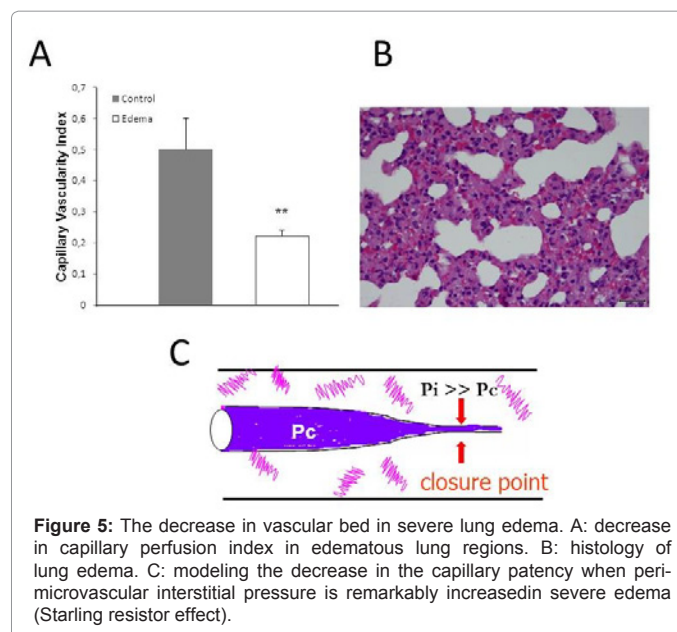 A
B
0,7
Control
Edema
0,6
0,5
0,4
**
0,3
0,2
0,1
0
Capillary Vascularity Index
C
Pi >> Pc
Pc
closure point
Figure 5: The decrease in vascular bed in severe lung edema. A: decrease
in capillary perfusion index in edematous lung regions. B: histology of
lung edema. C: modeling the decrease in the capillary patency when peri-
microvascular interstitial pressure is remarkably increasedin severe edema
(Starling resistor effect).